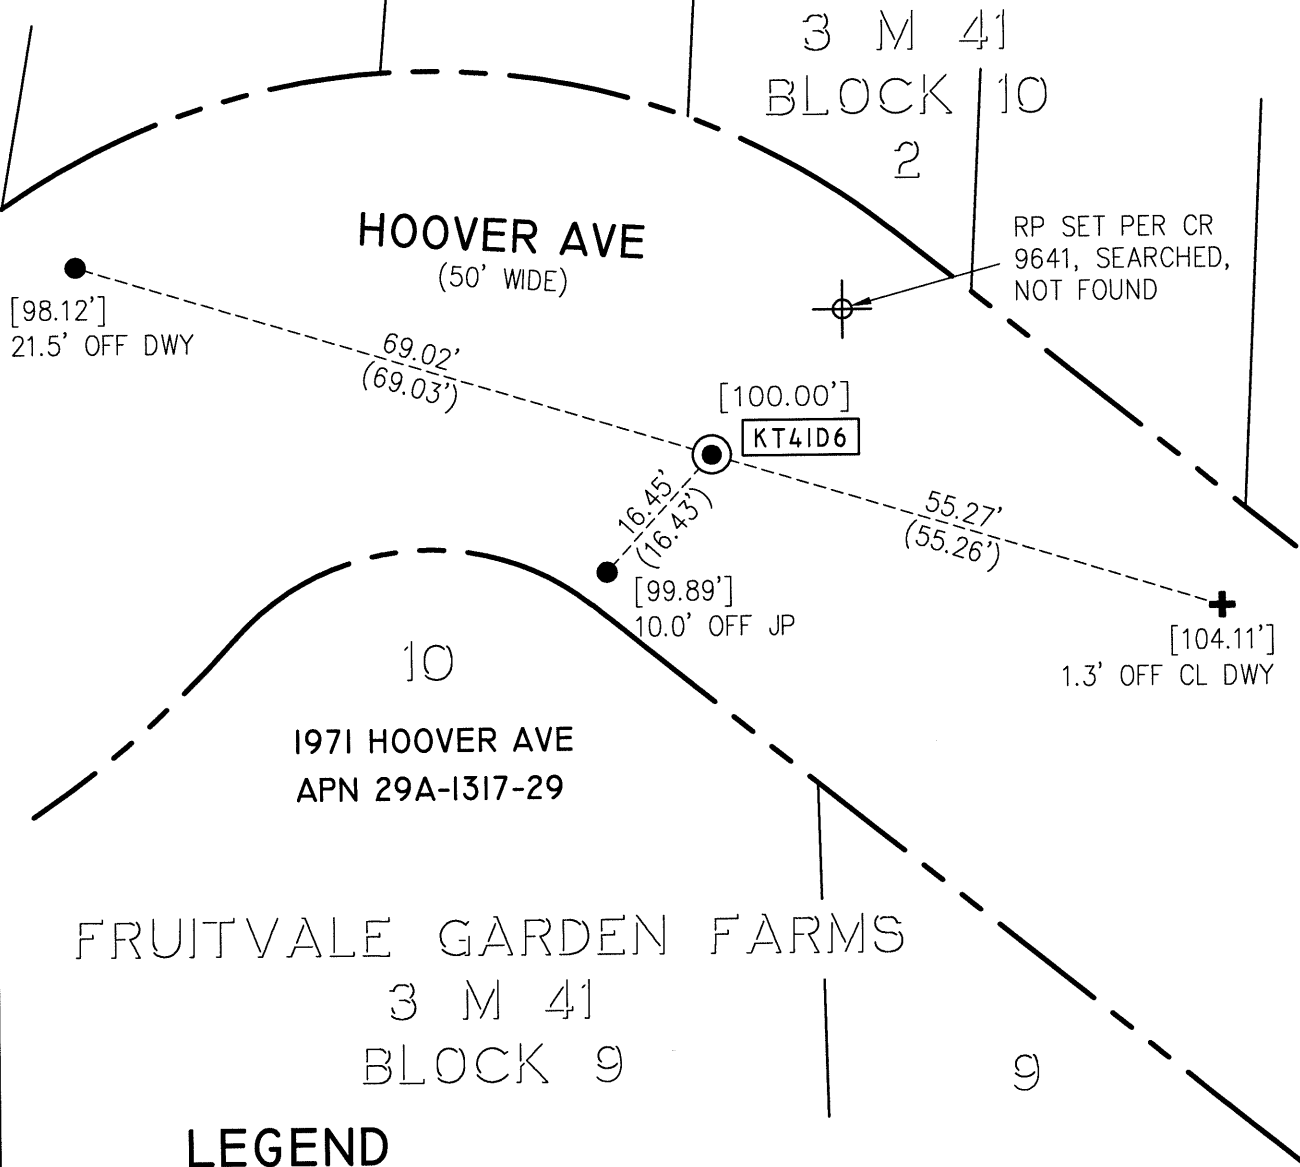 3 M 41
BLOCK 10
2
HOOVER AVE
(50' WIDE)
RP SET PER CR
9641, SEARCHED,
NOT FOUND
[98.12']
21.5' OFF DWY
69.02'
(69.03')
[100.00']
KT41D6
16.45'
(16.43')
55.27'
(55.26')
[99.89']
10.0' OFF JP
[104.11']
1.3' OFF CL DWY
10
1971 HOOVER AVE
APN 29A-1317-29
FRUITVALE GARDEN FARMS
3 M 41
BLOCK 9
9
LEGEND